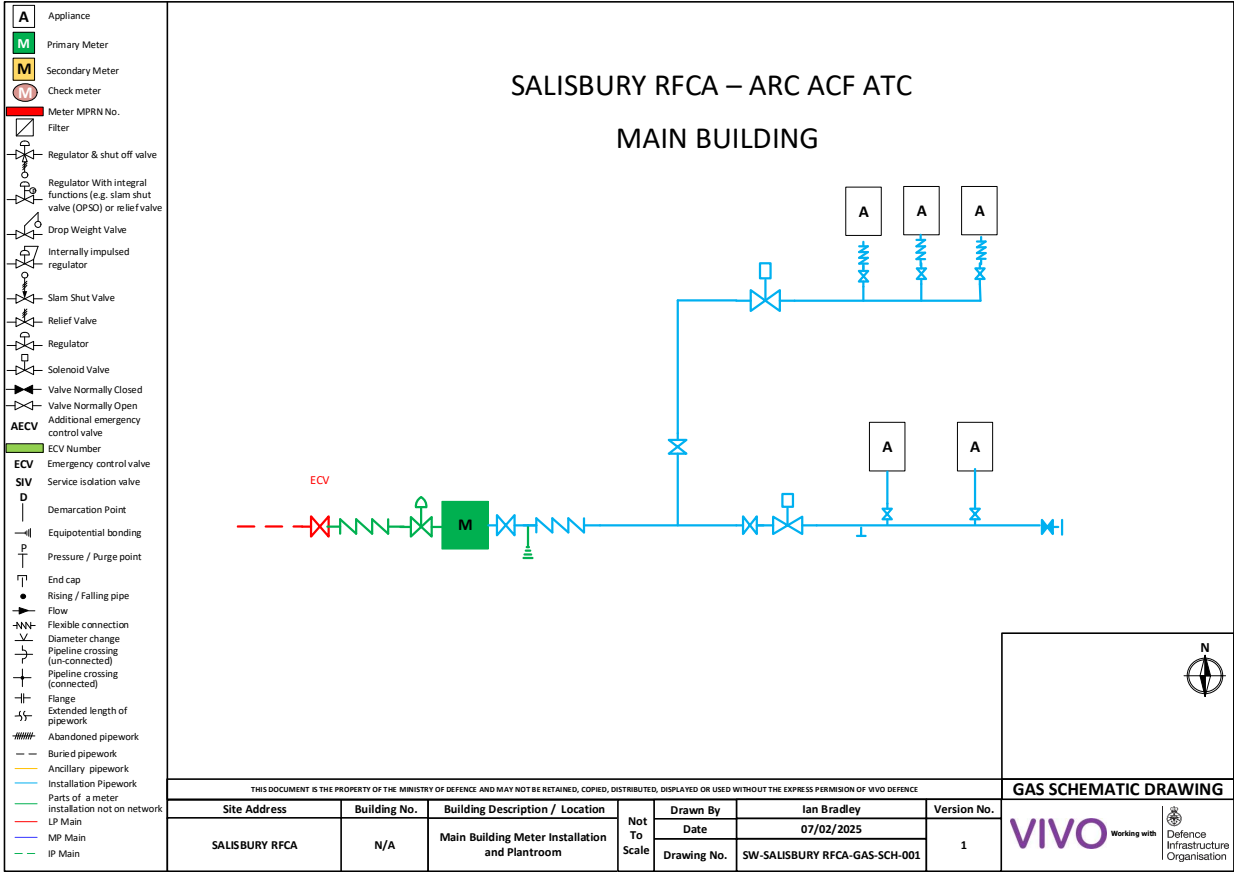 A Appliance
M Primary Meter
M Secondary Meter
M Check meter
Meter MPRN No.
Filter
Regulator & shut off valve
Regulator With integral
functions (e.g. slam shut
valve (OPSO) or relief valve
Drop Weight Valve
Internally impulsed
regulator
Slam Shut Valve
Relief Valve
Regulator
Solenoid Valve
Valve Normally Closed
Valve Normally Open
AECV Additional emergency
control valve
ECV Number
ECV Emergency control valve
SIV Service isolation valve
D
Demarcation Point
Equipotential bonding
P
Pressure / Purge point
End cap
Rising / Falling pipe
Flow
Flexible connection
Diameter change
Pipeline crossing
(un-connected)
Pipeline crossing
(connected)
Flange
Extended length of
pipework
Abandoned pipework
Buried pipework
Ancillary pipework
Installation Pipework
Parts of a meter
installation not on network
LP Main
MP Main
IP Main
SALISBURY RFCA – ARC ACF ATC
MAIN BUILDING
A A A
A A
ECV
M
N
THIS DOCUMENT IS THE PROPERTY OF THE MINISTRY OF DEFENCE AND MAY NOT BE RETAINED, COPIED, DISTRIBUTED, DISPLAYED OR USED WITHOUT THE EXPRESS PERMISSION OF VIVO DEFENCE
Site Address
SALISBURY RFCA
Building No.
N/A
Building Description / Location
Main Building Meter Installation
and Plantroom
Not
To
Scale
Drawn By Ian Bradley
Date 07/02/2025
Drawing No. SW-SALISBURY RFCA-GAS-SCH-001
Version No.
1
GAS SCHEMATIC DRAWING
VIVO Working with
Defence
Infrastructure
Organisation